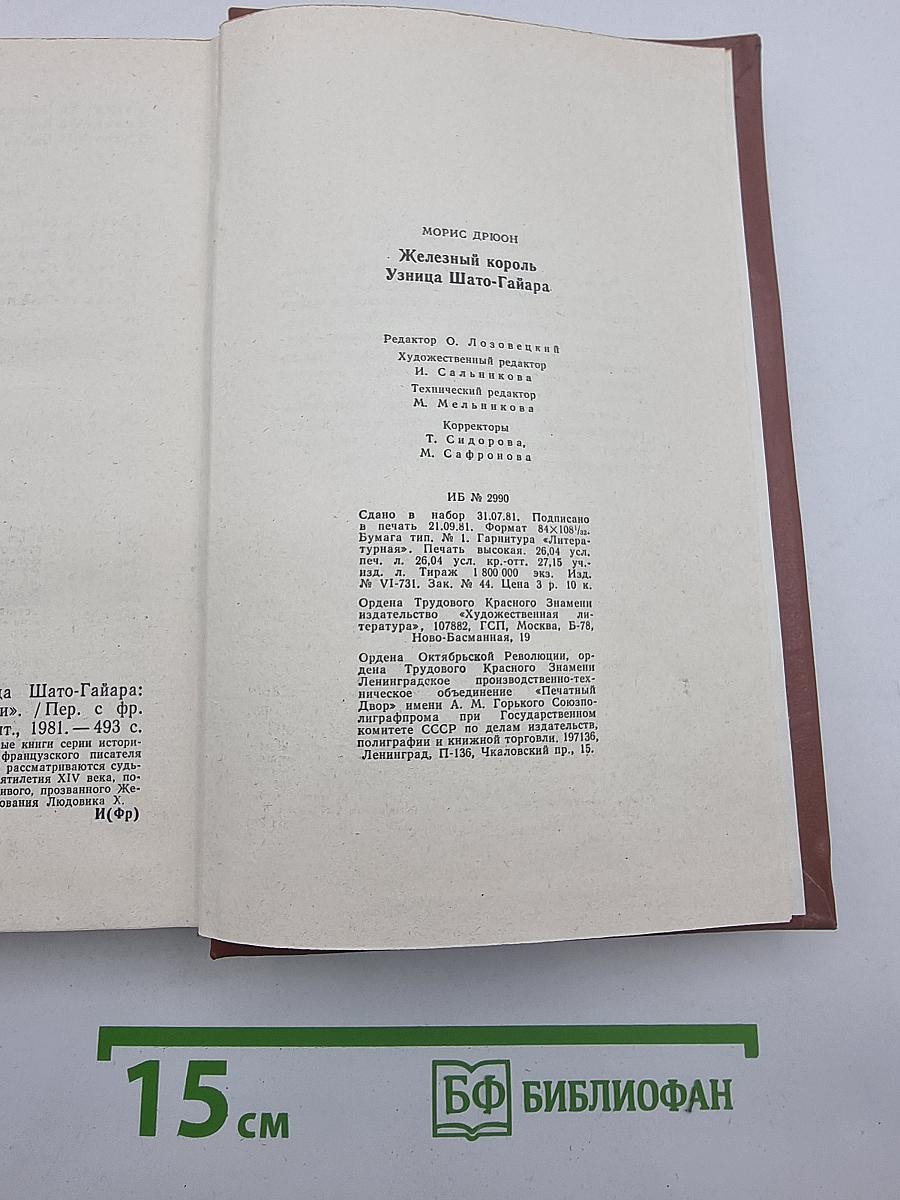 МОРИС ДРЮОН
Железный король
Узница Шато-Гайара
Редактор О. Лозовецкий
Художественный редактор
И. Сальникова
Технический редактор
М. Мельникова
Корректоры
Т. Сидорова,
М. Сафронова
ИБ № 2990
Сдано в набор 31.07.81. Подписано
в печать 21.09.81. Формат 84×108¹/₃₂.
Бумага тип. № 1. Гарнитура «Литера-
турная». Печать высокая. 26,04 усл.
печ. л. 26,04 усл. кр.-отт. 27,15 уч.-
изд. л. Тираж 1 800 000 экз. Изд.
№ VI-731. Зак. № 44. Цена 3 р. 10 к.
Ордена Трудового Красного Знамени
издательство «Художественная ли-
тература», 107882, ГСП, Москва, Б-78,
Ново-Басманная, 19
Ордена Октябрьской Революции, ор-
дена Трудового Красного Знамени
Ленинградское производственно-тех-
ническое объединение «Печатный
Двор» имени А. М. Горького Союзпо-
лиграфпрома при Государственном
комитете СССР по делам издательств,
полиграфии и книжной торговли. 197136,
Ленинград, П-136, Чкаловский пр., 15.
ца Шато-Гайара:
и». / Пер. с фр.
ит., 1981. — 493 с.
ые книги серии истори-
французского писателя
рассматриваются судь-
ятилетия XIV века, по-
ивого, прозванного Же-
ования Людовика X.
И(Фр)
15 см
БФ БИБЛИОФАН